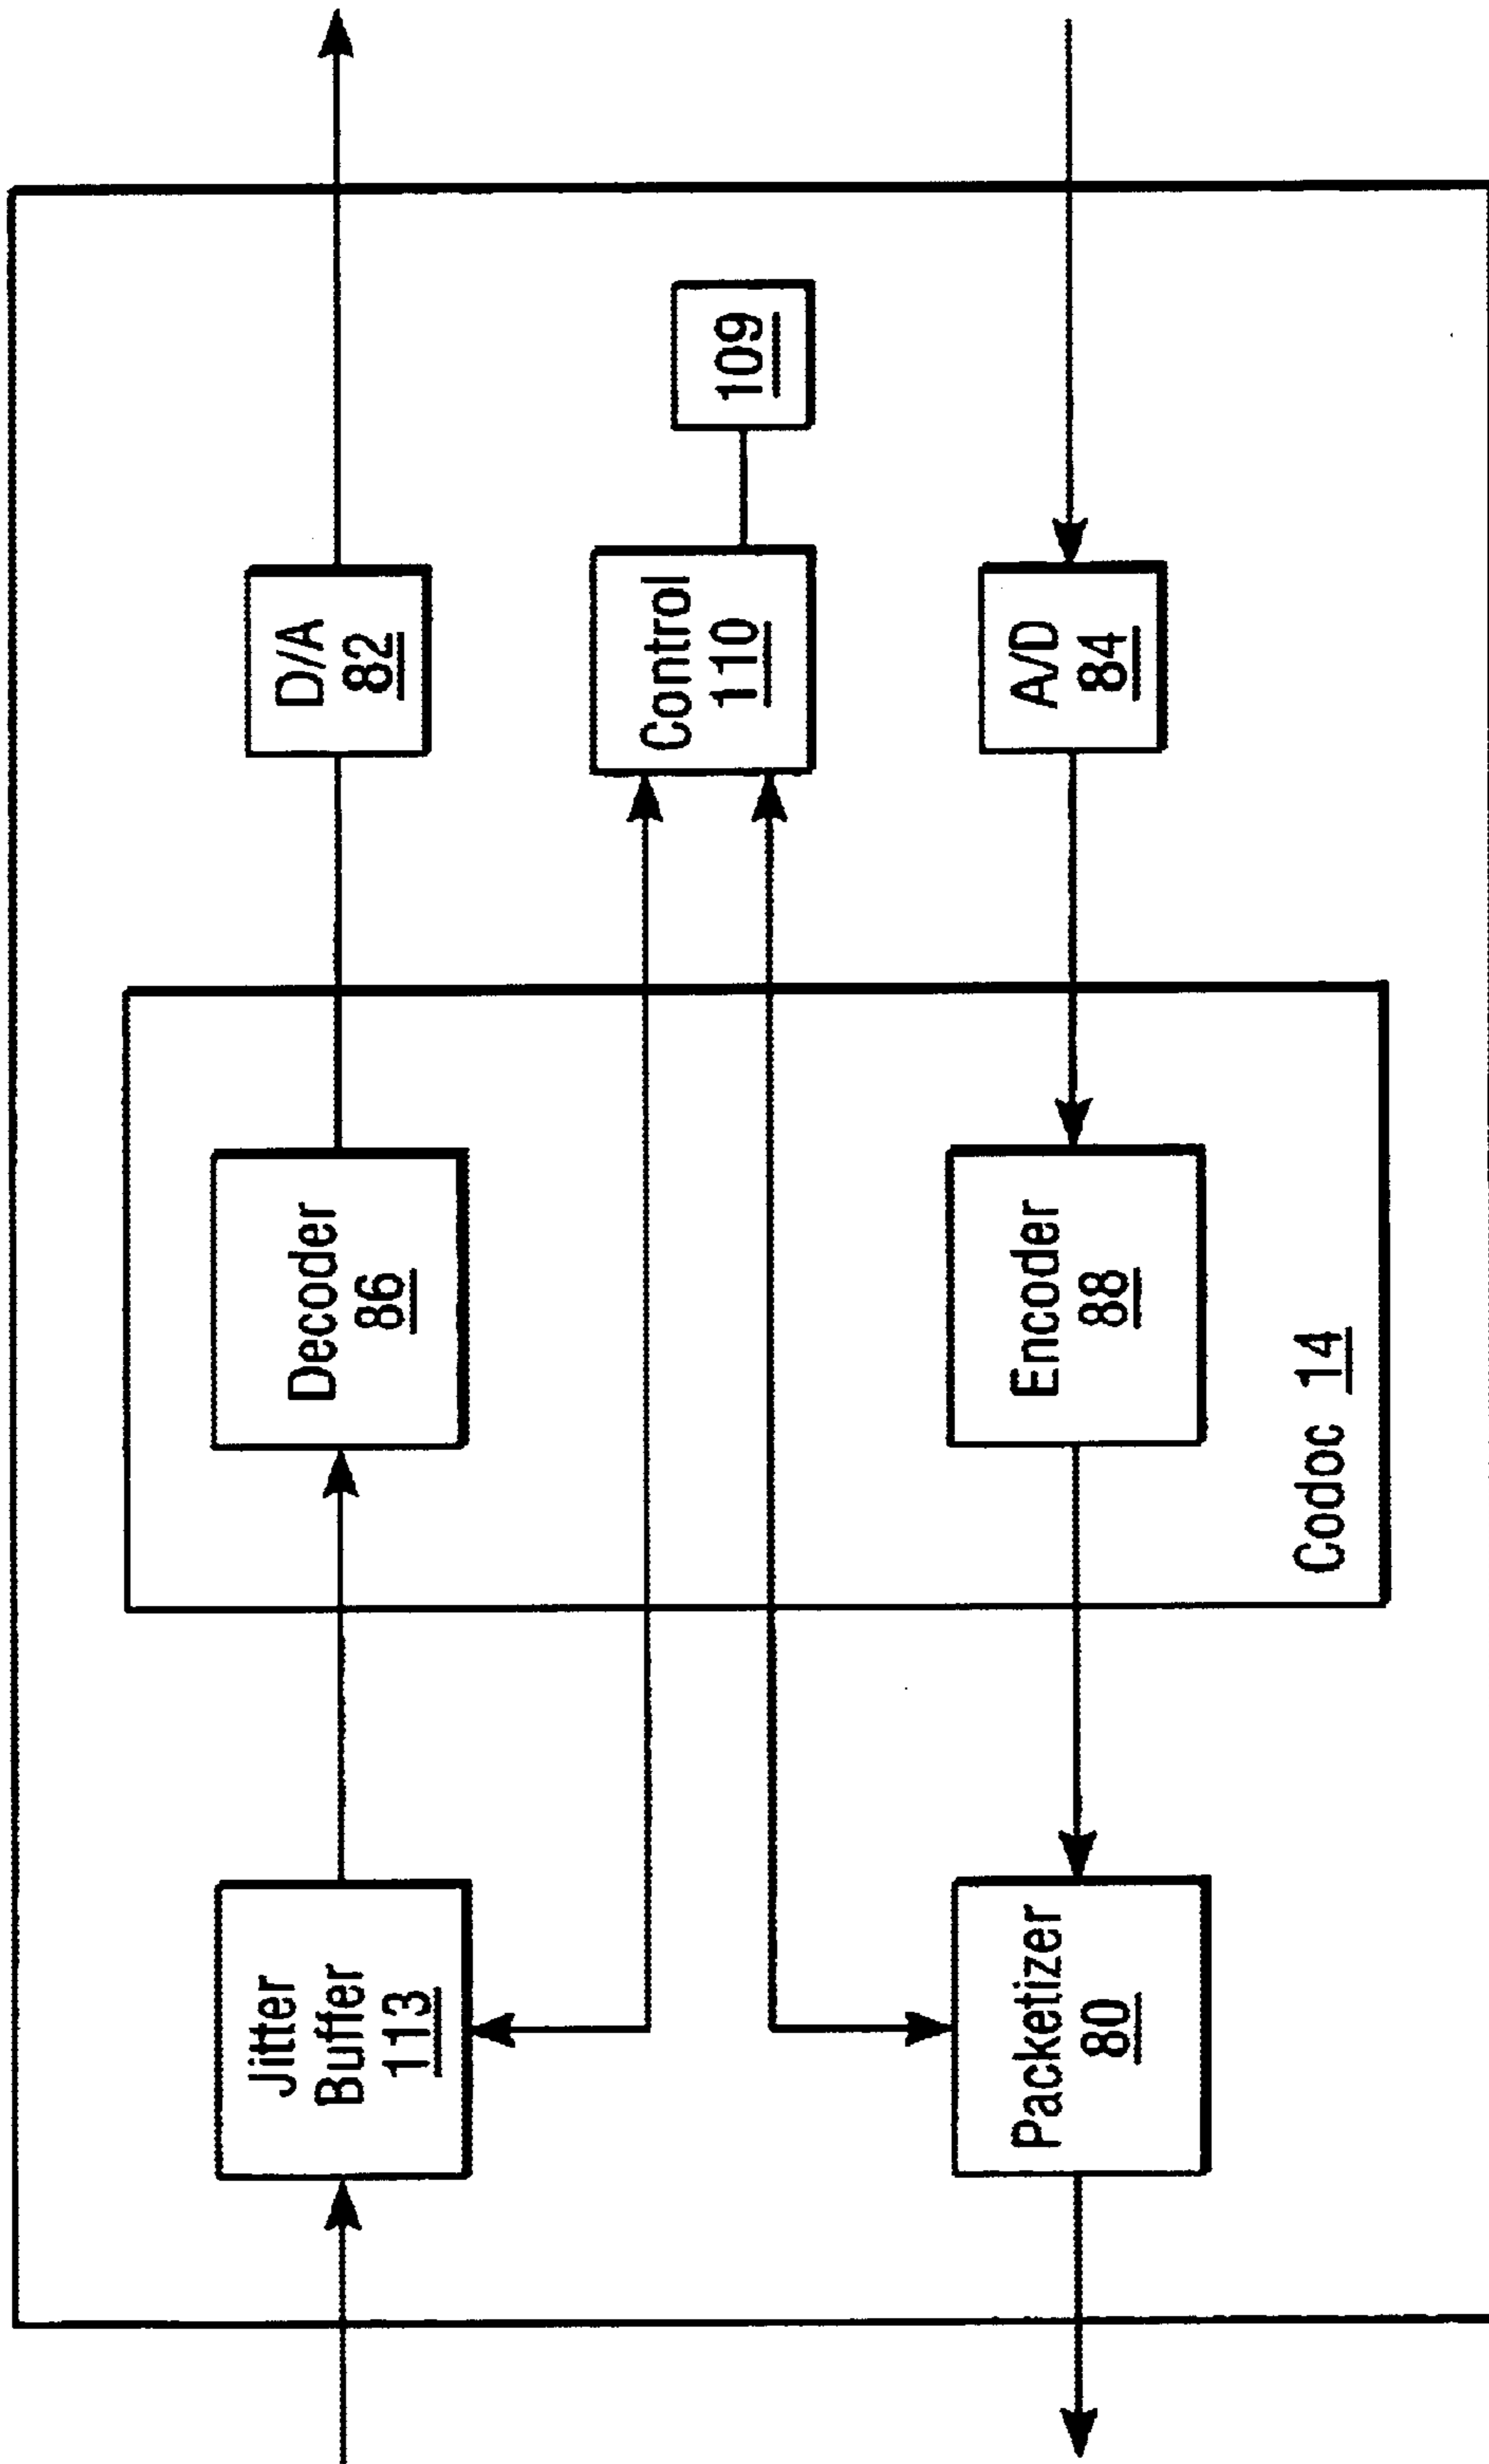 Jitter
Buffer
113
Decoder
86
D/A
82
Control
110
109
Packetizer
80
Encoder
88
A/D
84
Codoc 14